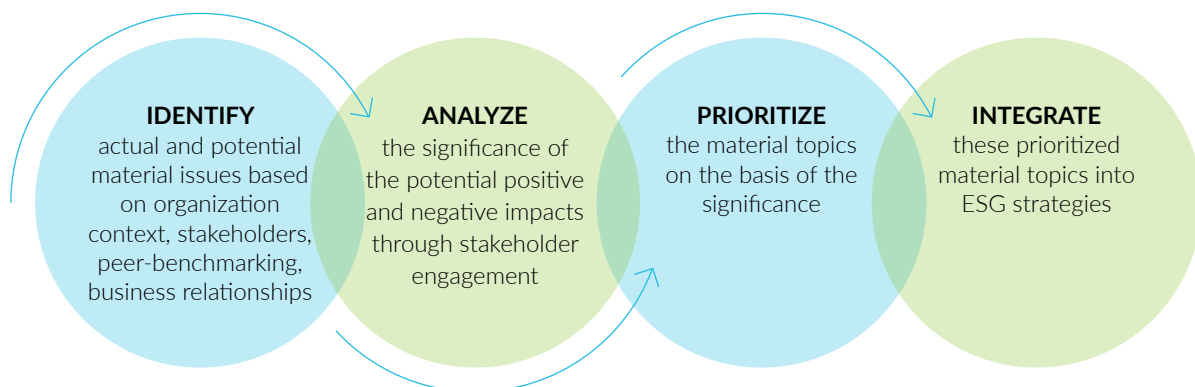 IDENTIFY
actual and potential
material issues based
on organization
context, stakeholders,
peer-benchmarking,
business relationships
ANALYZE
the significance of
the potential positive
and negative impacts
through stakeholder
engagement
PRIORITIZE
the material topics
on the basis of the
significance
INTEGRATE
these prioritized
material topics into
ESG strategies